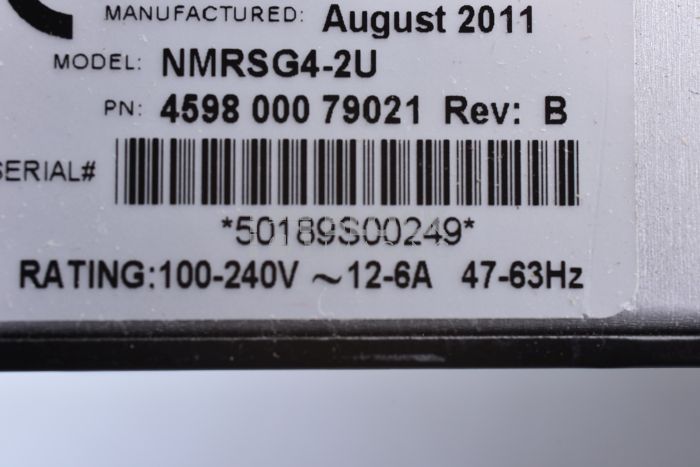 MANUFACTURED: August 2011
MODEL: NMRSG4-2U
PN: 4598 000 79021 Rev: B
SERIAL#
*50189S00249*
RATING:100-240V ~12-6A 47-63Hz